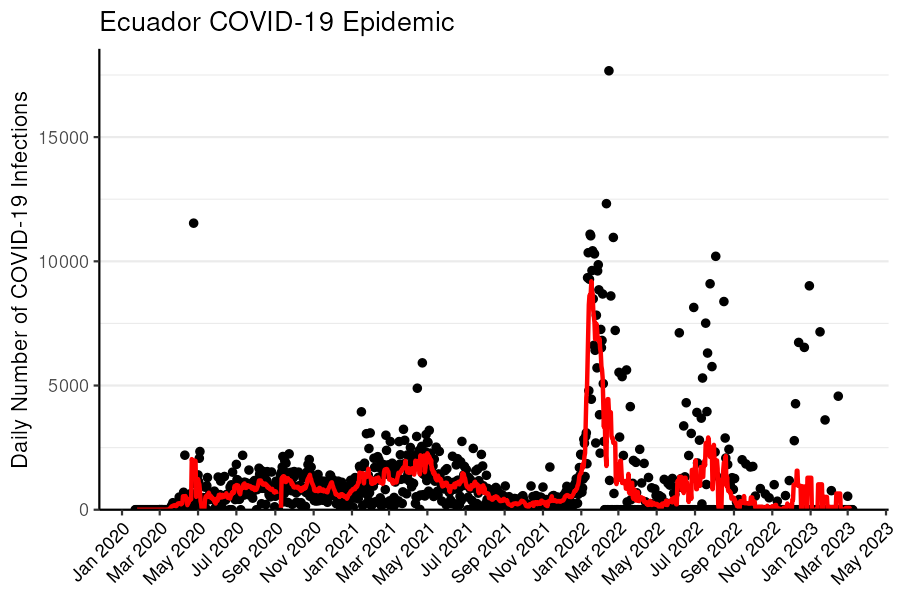 Ecuador COVID-19 Epidemic
Daily Number of COVID-19 Infections
15000
10000
5000
0
Jan 2020
Mar 2020
May 2020
Jul 2020
Sep 2020
Nov 2020
Jan 2021
Mar 2021
May 2021
Jul 2021
Sep 2021
Nov 2021
Jan 2022
Mar 2022
May 2022
Jul 2022
Sep 2022
Nov 2022
Jan 2023
Mar 2023
May 2023